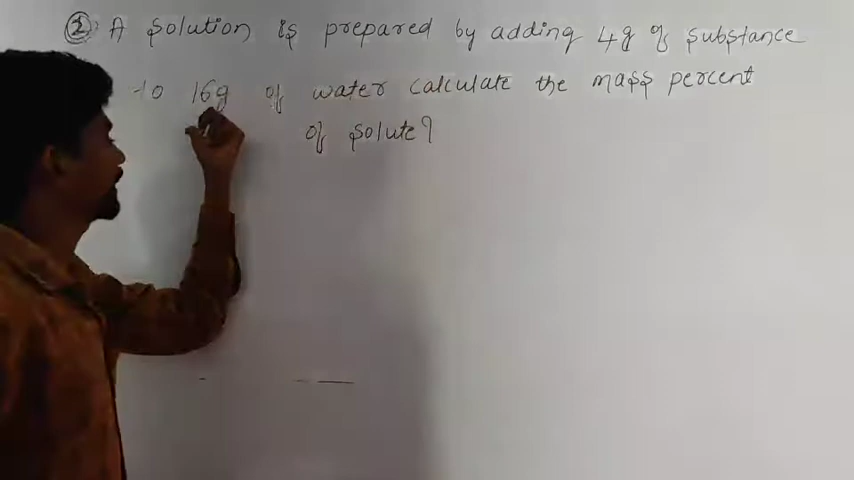 ② A solution is prepared by adding 4g of substance
to 16g of water calculate the mass percent
of solute?